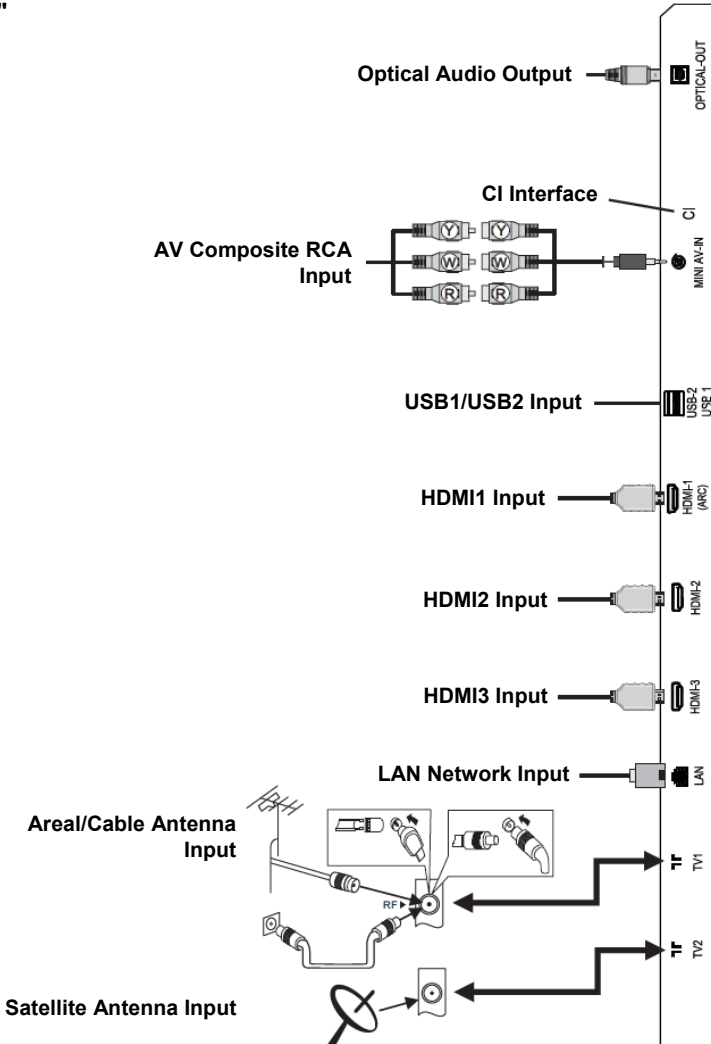 "
Optical Audio Output
OPTICAL-OUT
CI Interface
CI
AV Composite RCA
Input
Y Y
W W
R R
MINI AV-IN
USB1/USB2 Input
USB-2
USB 1
HDMI1 Input
HDMI-1
(ARC)
HDMI2 Input
HDMI-2
HDMI3 Input
HDMI-3
LAN Network Input
LAN
Areal/Cable Antenna
Input
RF
TV1
TV2
Satellite Antenna Input